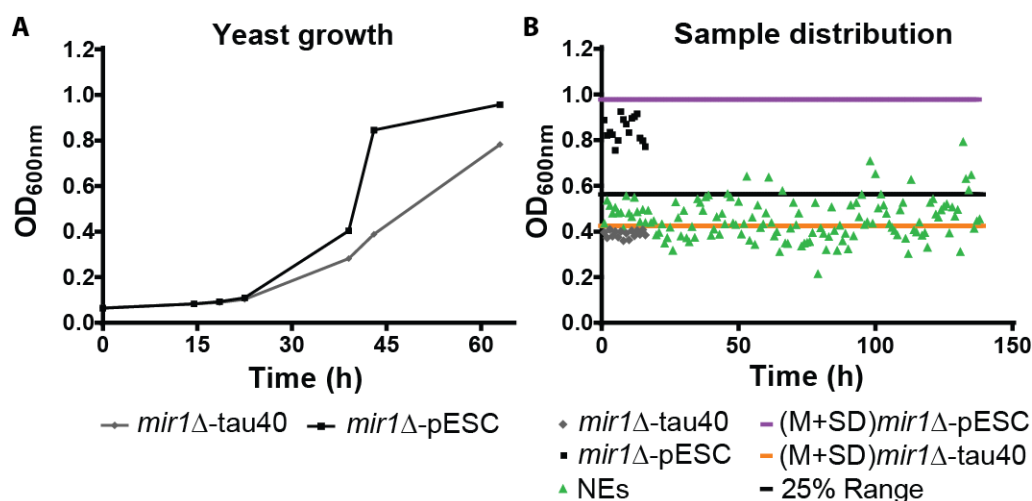 A
Yeast growth
OD600nm
1.2
1.0
0.8
0.6
0.4
0.2
0.0
0 15 30 45 60
Time (h)
mir1Δ-tau40 mir1Δ-pESC
B
Sample distribution
OD600nm
1.2
1.0
0.8
0.6
0.4
0.2
0.0
0 50 100 150
Time (h)
mir1Δ-tau40 (M+SD)mir1Δ-pESC
mir1Δ-pESC (M+SD)mir1Δ-tau40
NEs 25% Range